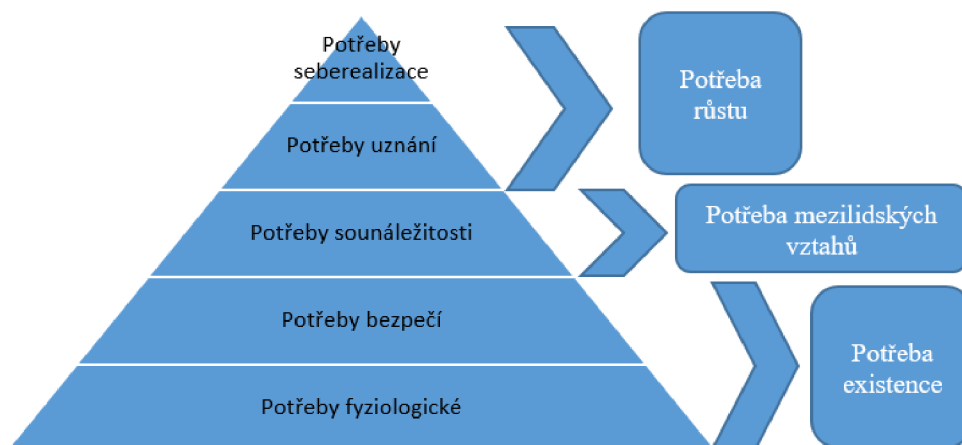 Potřeby
seberealizace
Potřeby uznání
Potřeby sounáležitosti
Potřeby bezpečí
Potřeby fyziologické
Potřeba
růstu
Potřeba mezilidských
vztahů
Potřeba
existence